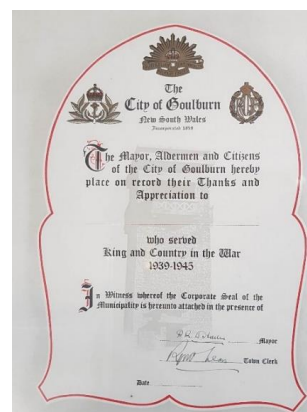 The
City of Goulburn
New South Wales
The Mayor, Aldermen and Citizens
of the City of Goulburn hereby
place on record their Thanks and
Appreciation to
who served
King and Country in the War
1939-1945
In Witness whereof the Corporate Seal of the
Municipality is hereunto attached in the presence of
Mayor
Town Clerk
Date